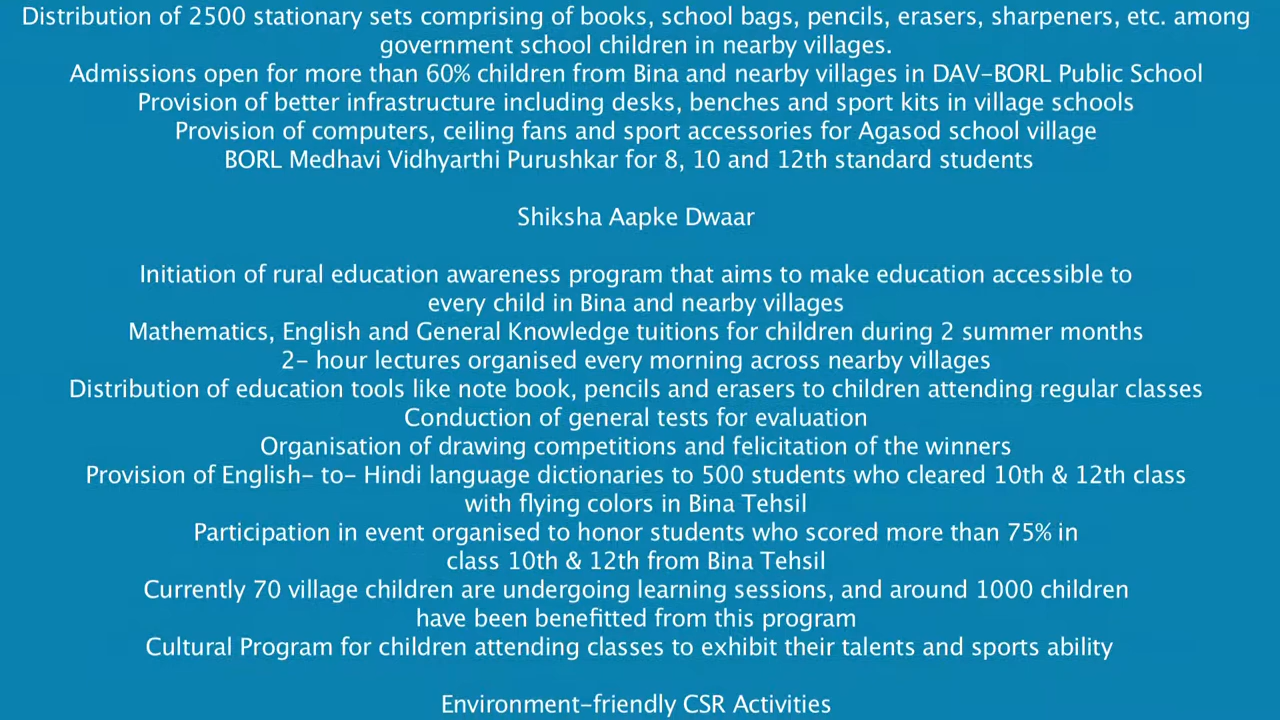 Distribution of 2500 stationary sets comprising of books, school bags, pencils, erasers, sharpeners, etc. among
government school children in nearby villages.
Admissions open for more than 60% children from Bina and nearby villages in DAV-BORL Public School
Provision of better infrastructure including desks, benches and sport kits in village schools
Provision of computers, ceiling fans and sport accessories for Agasod school village
BORL Medhavi Vidhyarthi Purushkar for 8, 10 and 12th standard students
Shiksha Aapke Dwaar
Initiation of rural education awareness program that aims to make education accessible to
every child in Bina and nearby villages
Mathematics, English and General Knowledge tuitions for children during 2 summer months
2- hour lectures organised every morning across nearby villages
Distribution of education tools like note book, pencils and erasers to children attending regular classes
Conduction of general tests for evaluation
Organisation of drawing competitions and felicitation of the winners
Provision of English- to- Hindi language dictionaries to 500 students who cleared 10th & 12th class
with flying colors in Bina Tehsil
Participation in event organised to honor students who scored more than 75% in
class 10th & 12th from Bina Tehsil
Currently 70 village children are undergoing learning sessions, and around 1000 children
have been benefitted from this program
Cultural Program for children attending classes to exhibit their talents and sports ability
Environment-friendly CSR Activities